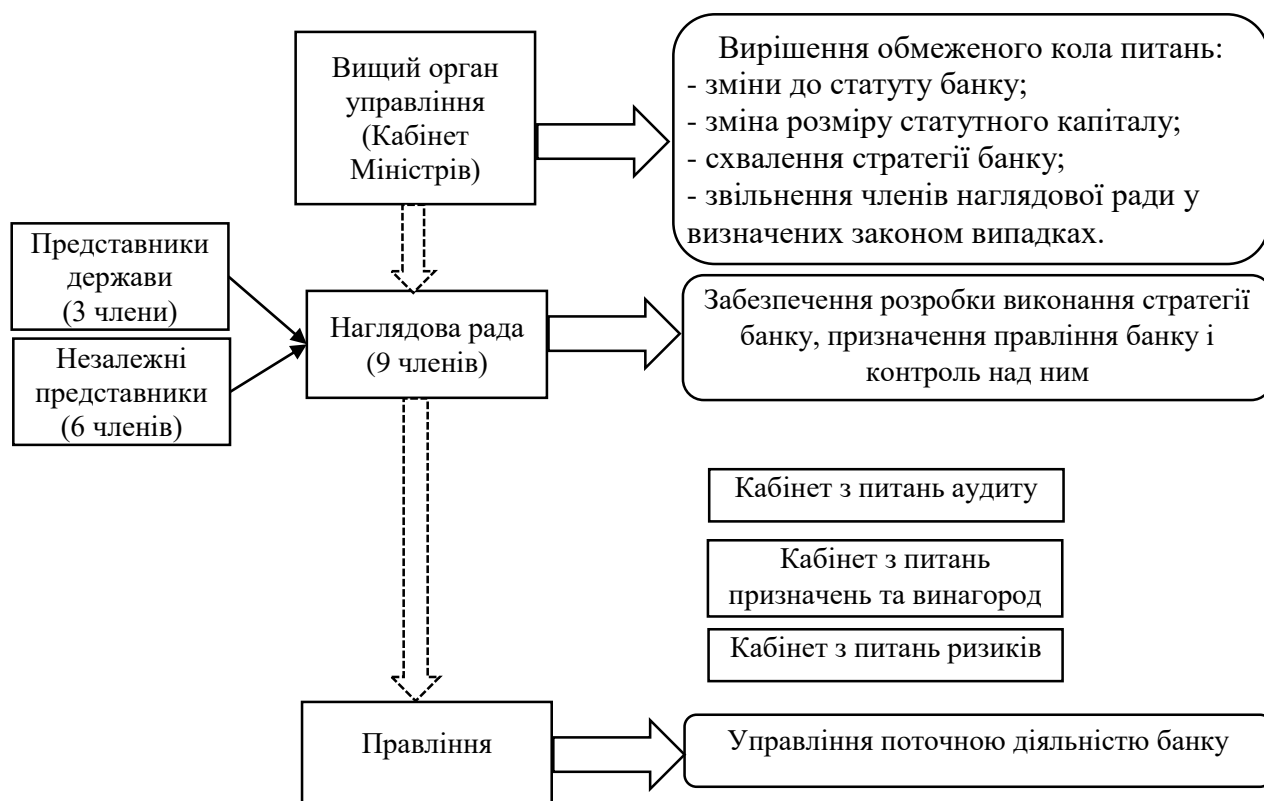 Вищий орган
управління
(Кабінет
Міністрів)
Вирішення обмеженого кола питань:
- зміни до статуту банку;
- зміна розміру статутного капіталу;
- схвалення стратегії банку;
- звільнення членів наглядової ради у
визначених законом випадках.
Представники
держави
(3 члени)
Незалежні
представники
(6 членів)
Наглядова рада
(9 членів)
Забезпечення розробки виконання стратегії
банку, призначення правління банку і
контроль над ним
Кабінет з питань аудиту
Кабінет з питань
призначень та винагород
Кабінет з питань ризиків
Правління
Управління поточною діяльністю банку